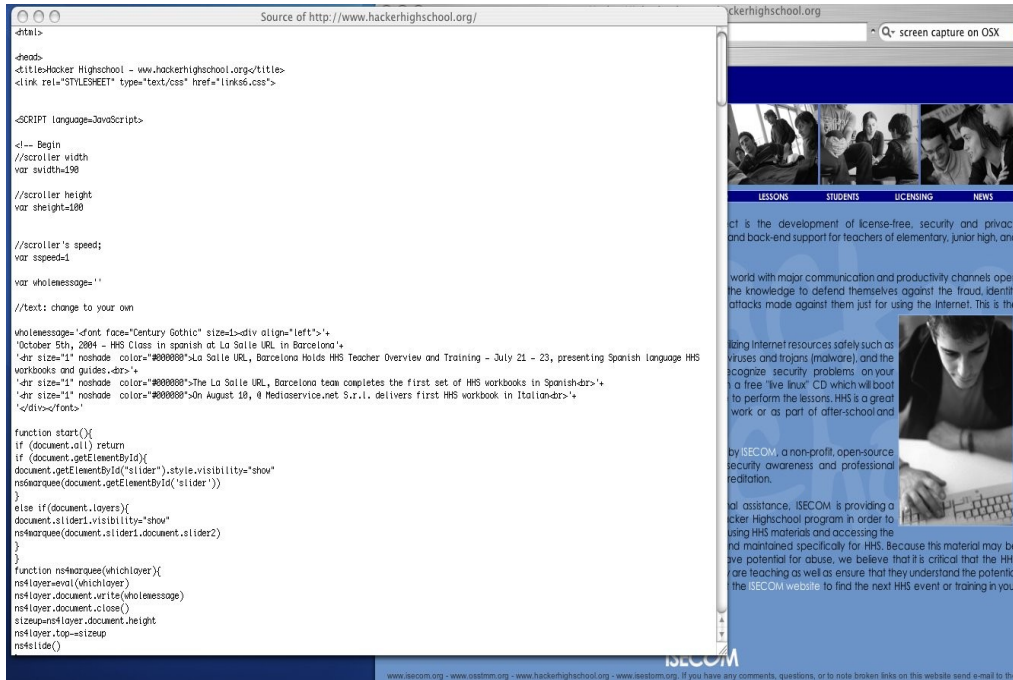 Source of http://www.hackerhighschool.org/
<html>
<head>
<title>Hacker Highschool - www.hackerhighschool.org</title>
<link rel="STYLESHEET" type="text/css" href="links6.css">
<SCRIPT language=JavaScript>
<!-- Begin
//scroller width
var swidth=190
//scroller height
var sheight=100
//scroller's speed;
var sspeed=1
var wholemessage=''
//text: change to your own
wholemessage='<font face="Century Gothic" size=1><div align="left">'+
'October 5th, 2004 - HHS Class in spanish at La Salle URL in Barcelona'+
'<hr size="1" noshade  color="#000080">La Salle URL, Barcelona Holds HHS Teacher Overview and Training - July 21 - 23, presenting Spanish language HHS
workbooks and guides.<br>'+
'<hr size="1" noshade  color="#000080">The La Salle URL, Barcelona team completes the first set of HHS workbooks in Spanish<br>'+
'<hr size="1" noshade  color="#000080">On August 10, @ Mediaservice.net S.r.l. delivers first HHS workbook in Italian<br>'+
'</div></font>'
function start(){
if (document.all) return
if (document.getElementById){
document.getElementById("slider").style.visibility="show"
ns6marquee(document.getElementById('slider'))
}
else if(document.layers){
document.slider1.visibility="show"
ns4marquee(document.slider1.document.slider2)
}
}
function ns4marquee(whichlayer){
ns4layer=eval(whichlayer)
ns4layer.document.write(wholemessage)
ns4layer.document.close()
sizeup=ns4layer.document.height
ns4layer.top-=sizeup
ns4slide()
ckerhighschool.org
screen capture on OSX
LESSONS STUDENTS LICENSING NEWS
ct is the development of license-free, security and privac
and back-end support for teachers of elementary, junior high, and
world with major communication and productivity channels ope
the knowledge to defend themselves against the fraud, identit
attacks made against them just for using the Internet. This is the
lizing Internet resources safely such as
viruses and trojans (malware), and the
ecognize security problems on your
n a free "live linux" CD which will boot
to perform the lessons. HHS is a great
work or as part of after-school and
by ISECOM, a non-profit, open-source
security awareness and professional
reditation.
nal assistance, ISECOM is providing a
cker Highschool program in order to
using HHS materials and accessing the
nd maintained specifically for HHS. Because this material may be
ave potential for abuse, we believe that it is critical that the HH
y are teaching as well as ensure that they understand the potentia
t the ISECOM website to find the next HHS event or training in you
ISECOM
www.isecom.org - www.osstmm.org - www.hackerhighschool.org - www.isestorm.org. If you have any comments, questions, or to note broken links on this website send e-mail to the